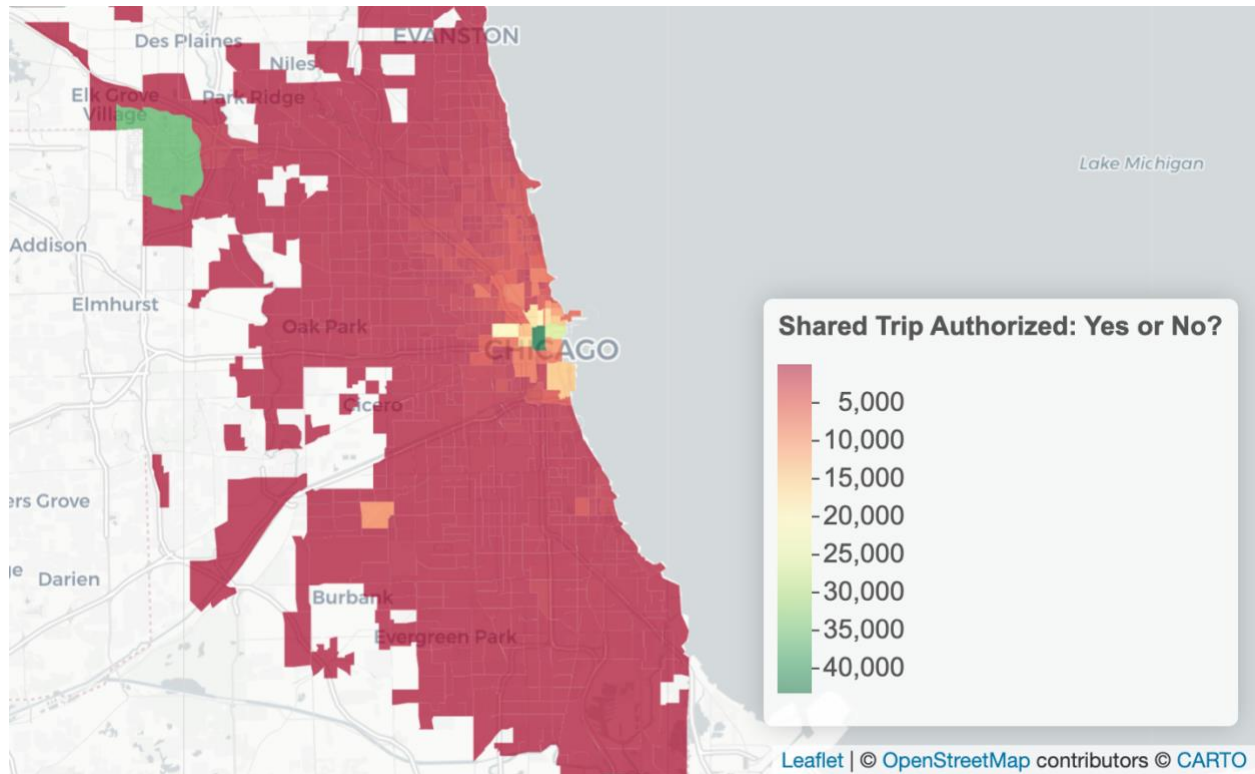 EVANSTON
Des Plaines
Niles
Elk Grove
Village
Park Ridge
Lake Michigan
Addison
Elmhurst
Oak Park
CHICAGO
Cicero
ers Grove
e
Darien
Burbank
Evergreen Park
Shared Trip Authorized: Yes or No?
5,000
10,000
15,000
20,000
25,000
30,000
35,000
40,000
Leaflet | © OpenStreetMap contributors © CARTO